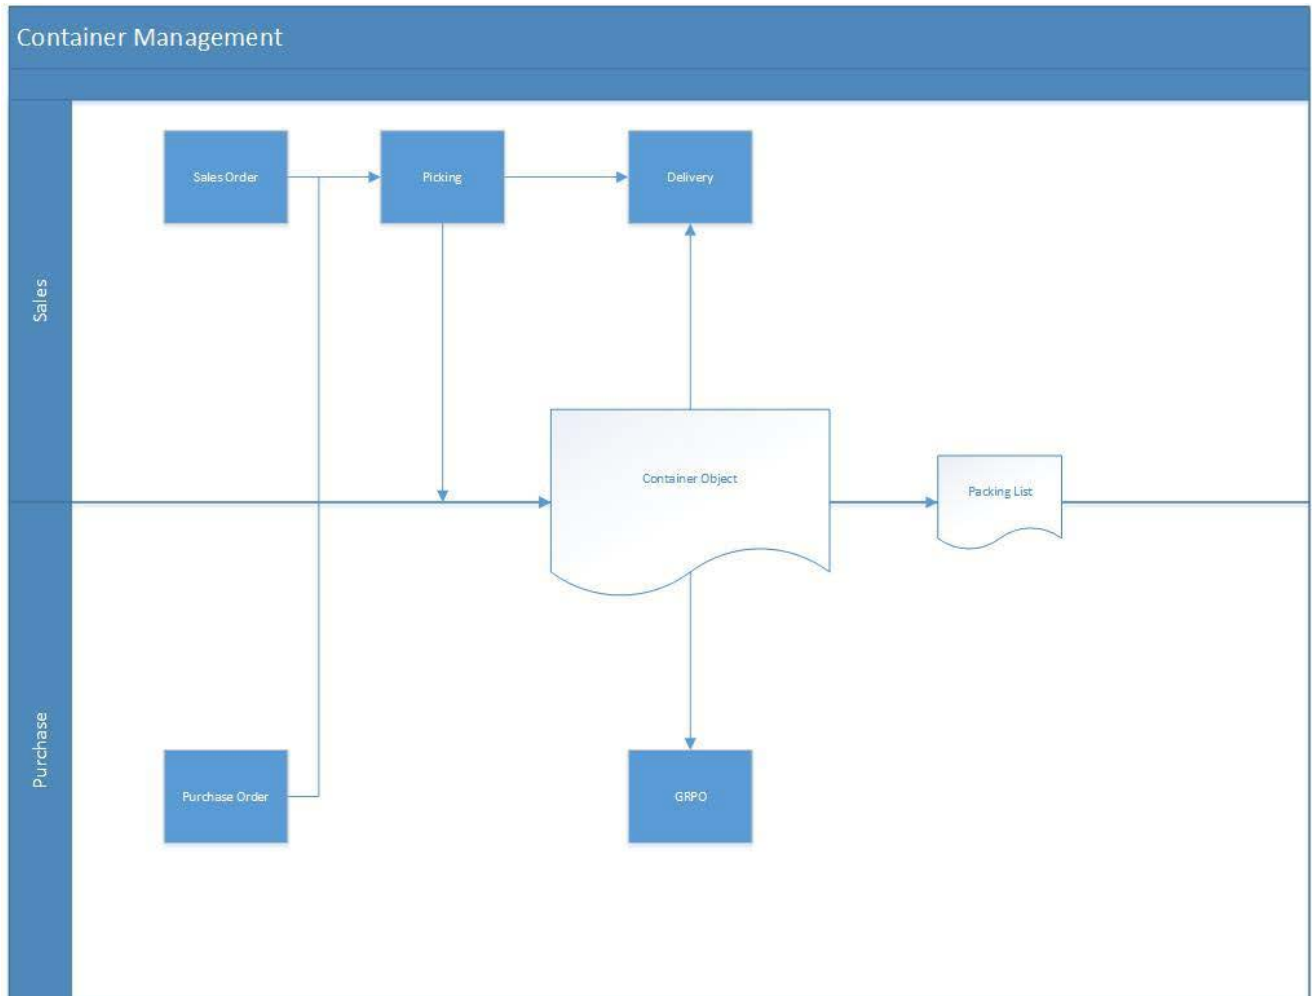 Container Management
Sales
Sales Order
Picking
Delivery
Container Object
Packing List
Purchase
Purchase Order
GRPO